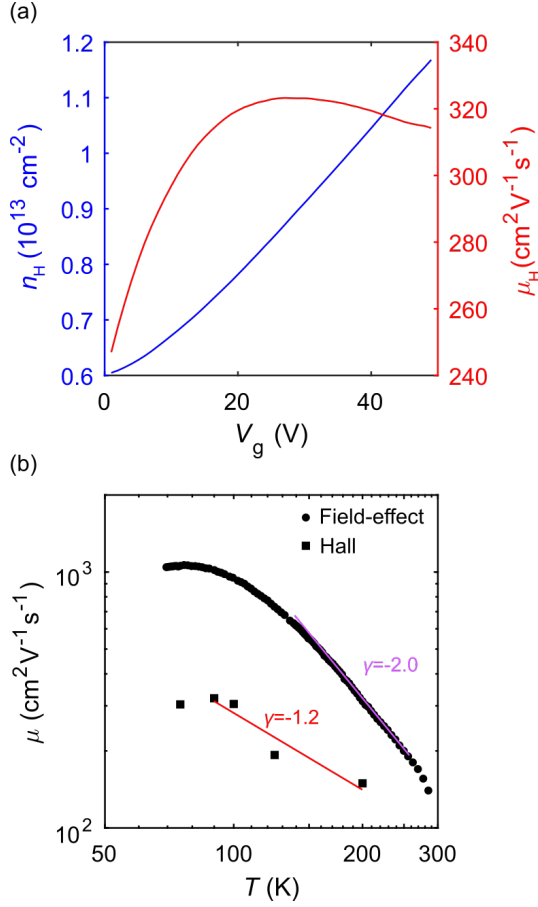 (a)
1.2
1.1
1
0.9
0.8
0.7
0.6
n_H (10^13 cm^-2)
340
320
300
280
260
240
μ_H (cm^2V^-1s^-1)
0 20 40
V_g (V)
(b)
Field-effect
Hall
10^3
10^2
μ (cm^2V^-1s^-1)
γ=-2.0
γ=-1.2
50 100 200 300
T (K)